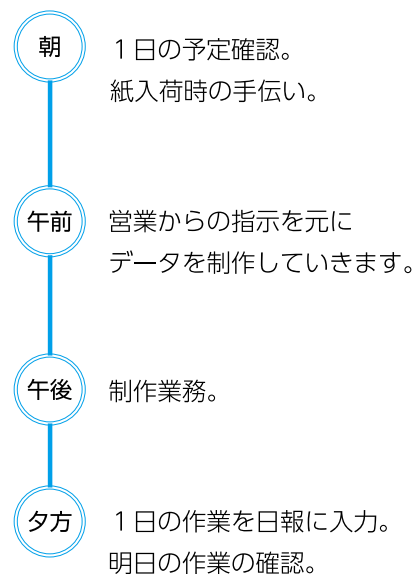 朝
１日の予定確認。
紙入荷時の手伝い。
午前
営業からの指示を元に
データを制作していきます。
午後
制作業務。
夕方
１日の作業を日報に入力。
明日の作業の確認。